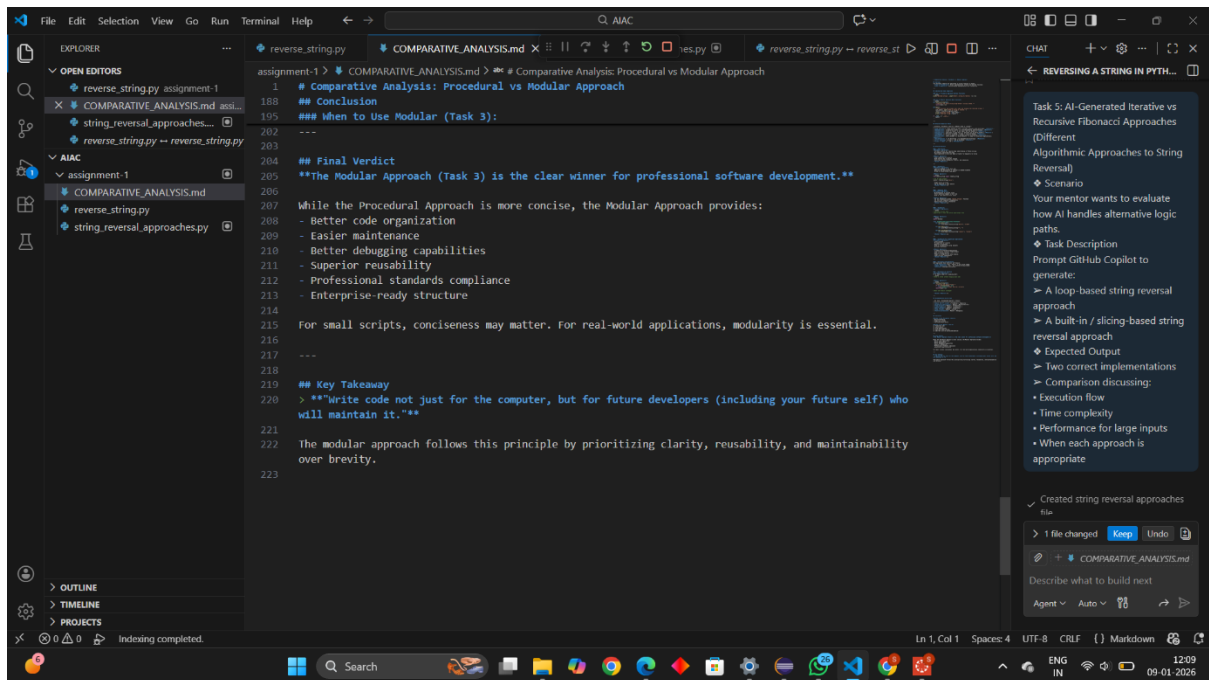 File Edit Selection View Go Run Terminal Help
AIAC
EXPLORER
OPEN EDITORS
reverse_string.py assignment-1
COMPARATIVE_ANALYSIS.md assi...
string_reversal_approaches....
reverse_string.py ↔ reverse_string.py
AIAC
assignment-1
COMPARATIVE_ANALYSIS.md
reverse_string.py
string_reversal_approaches.py
OUTLINE
TIMELINE
PROJECTS
reverse_string.py COMPARATIVE_ANALYSIS.md hes.py reverse_string.py ↔ reverse_st
assignment-1 > COMPARATIVE_ANALYSIS.md > # Comparative Analysis: Procedural vs Modular Approach
1 # Comparative Analysis: Procedural vs Modular Approach
188 ## Conclusion
195 ### When to Use Modular (Task 3):
202 ---
203
204 ## Final Verdict
205 **The Modular Approach (Task 3) is the clear winner for professional software development.**
206
207 While the Procedural Approach is more concise, the Modular Approach provides:
208 - Better code organization
209 - Easier maintenance
210 - Better debugging capabilities
211 - Superior reusability
212 - Professional standards compliance
213 - Enterprise-ready structure
214
215 For small scripts, conciseness may matter. For real-world applications, modularity is essential.
216
217 ---
218
219 ## Key Takeaway
220 > **"Write code not just for the computer, but for future developers (including your future self) who
will maintain it."**
221
222 The modular approach follows this principle by prioritizing clarity, reusability, and maintainability
over brevity.
223
CHAT
REVERSING A STRING IN PYTH...
Task 5: AI-Generated Iterative vs
Recursive Fibonacci Approaches
(Different
Algorithmic Approaches to String
Reversal)
❖ Scenario
Your mentor wants to evaluate
how AI handles alternative logic
paths.
❖ Task Description
Prompt GitHub Copilot to
generate:
➢ A loop-based string reversal
approach
➢ A built-in / slicing-based string
reversal approach
❖ Expected Output
➢ Two correct implementations
➢ Comparison discussing:
• Execution flow
• Time complexity
• Performance for large inputs
• When each approach is
appropriate
Created string reversal approaches
file
1 file changed Keep Undo
COMPARATIVE_ANALYSIS.md
Describe what to build next
Agent Auto
0 0 0 Indexing completed. Ln 1, Col 1 Spaces: 4 UTF-8 CRLF {} Markdown
Search
ENG
IN
12:09
09-01-2026